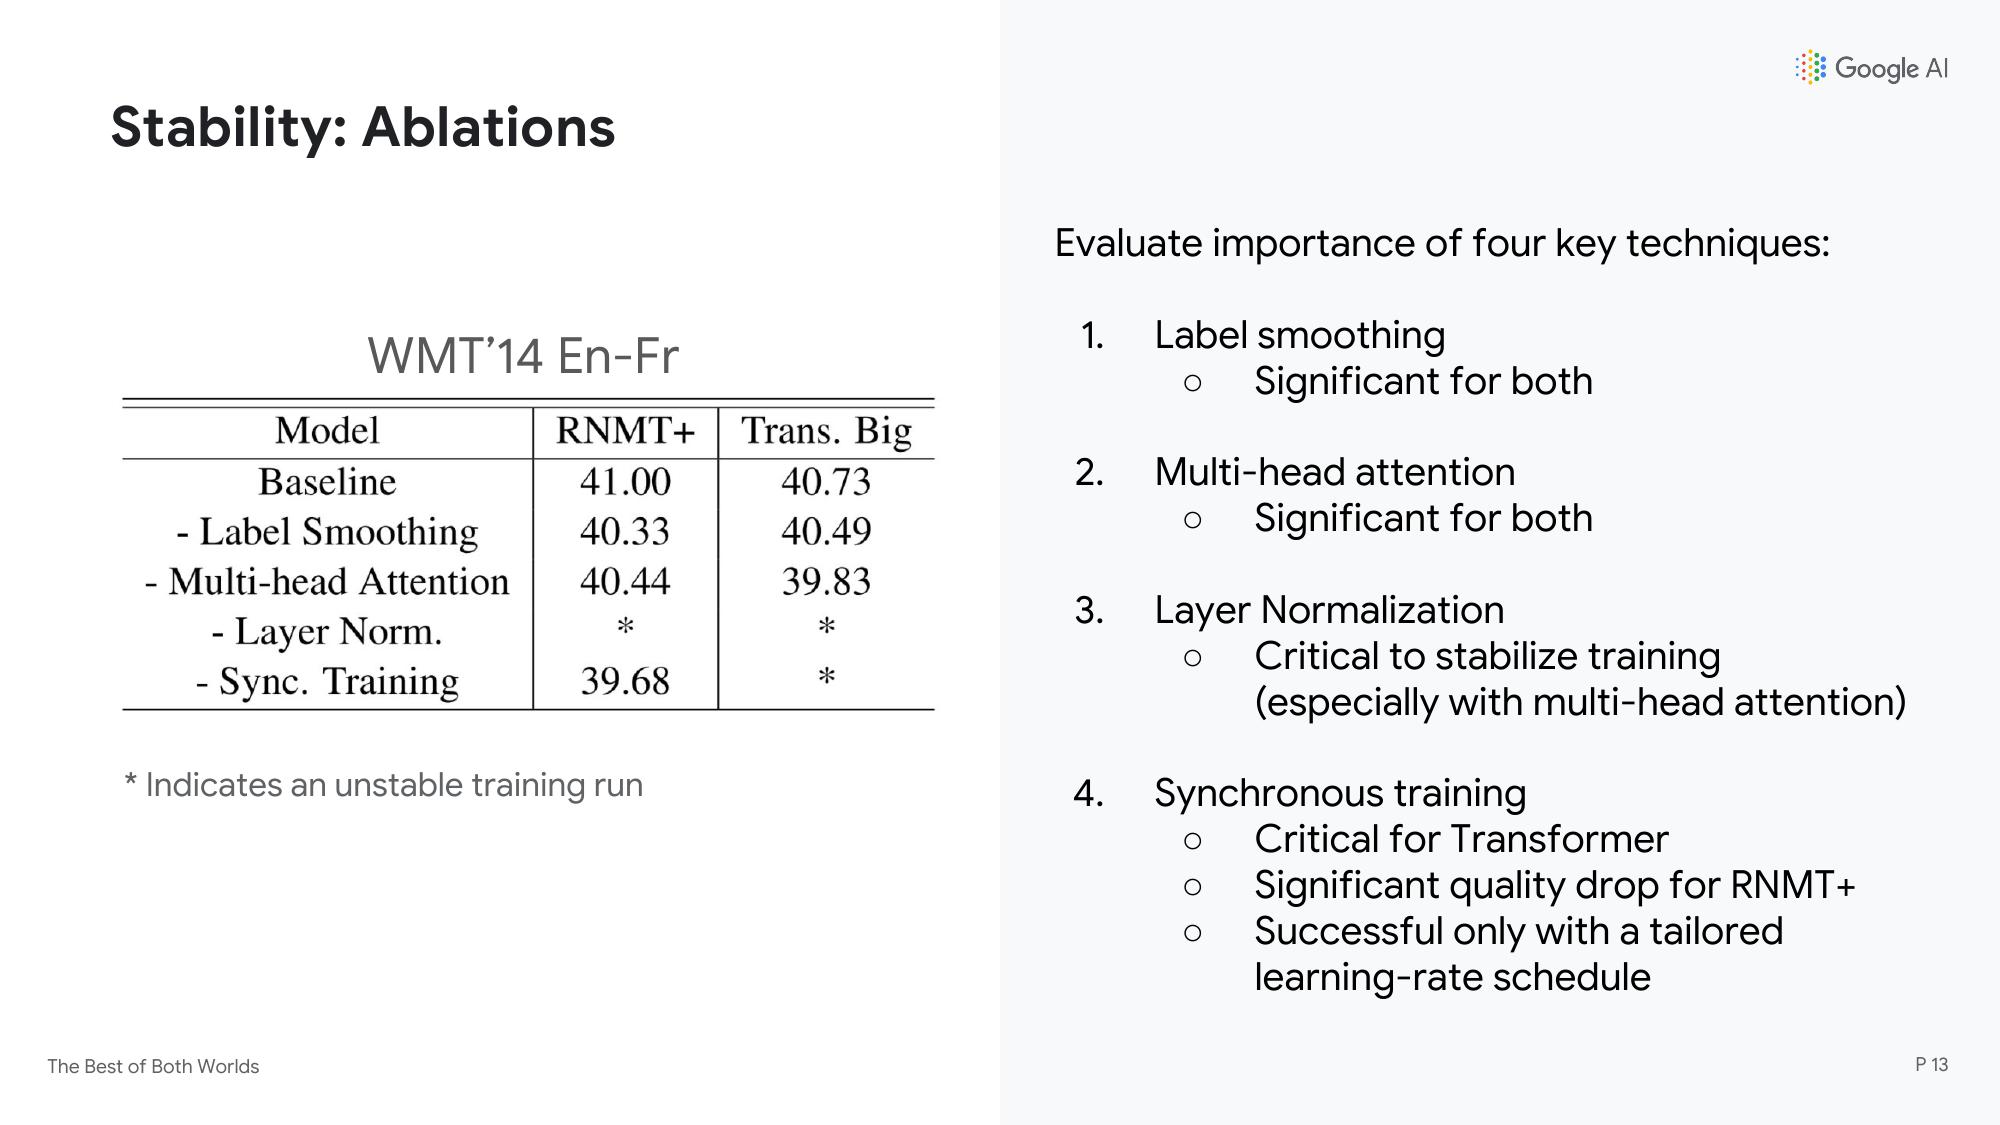 Google AI
Stability: Ablations
WMT’14 En-Fr
Model RNMT+ Trans. Big
Baseline 41.00 40.73
- Label Smoothing 40.33 40.49
- Multi-head Attention 40.44 39.83
- Layer Norm. * *
- Sync. Training 39.68 *
* Indicates an unstable training run
Evaluate importance of four key techniques:
1. Label smoothing
○ Significant for both
2. Multi-head attention
○ Significant for both
3. Layer Normalization
○ Critical to stabilize training
(especially with multi-head attention)
4. Synchronous training
○ Critical for Transformer
○ Significant quality drop for RNMT+
○ Successful only with a tailored
learning-rate schedule
The Best of Both Worlds
P 13